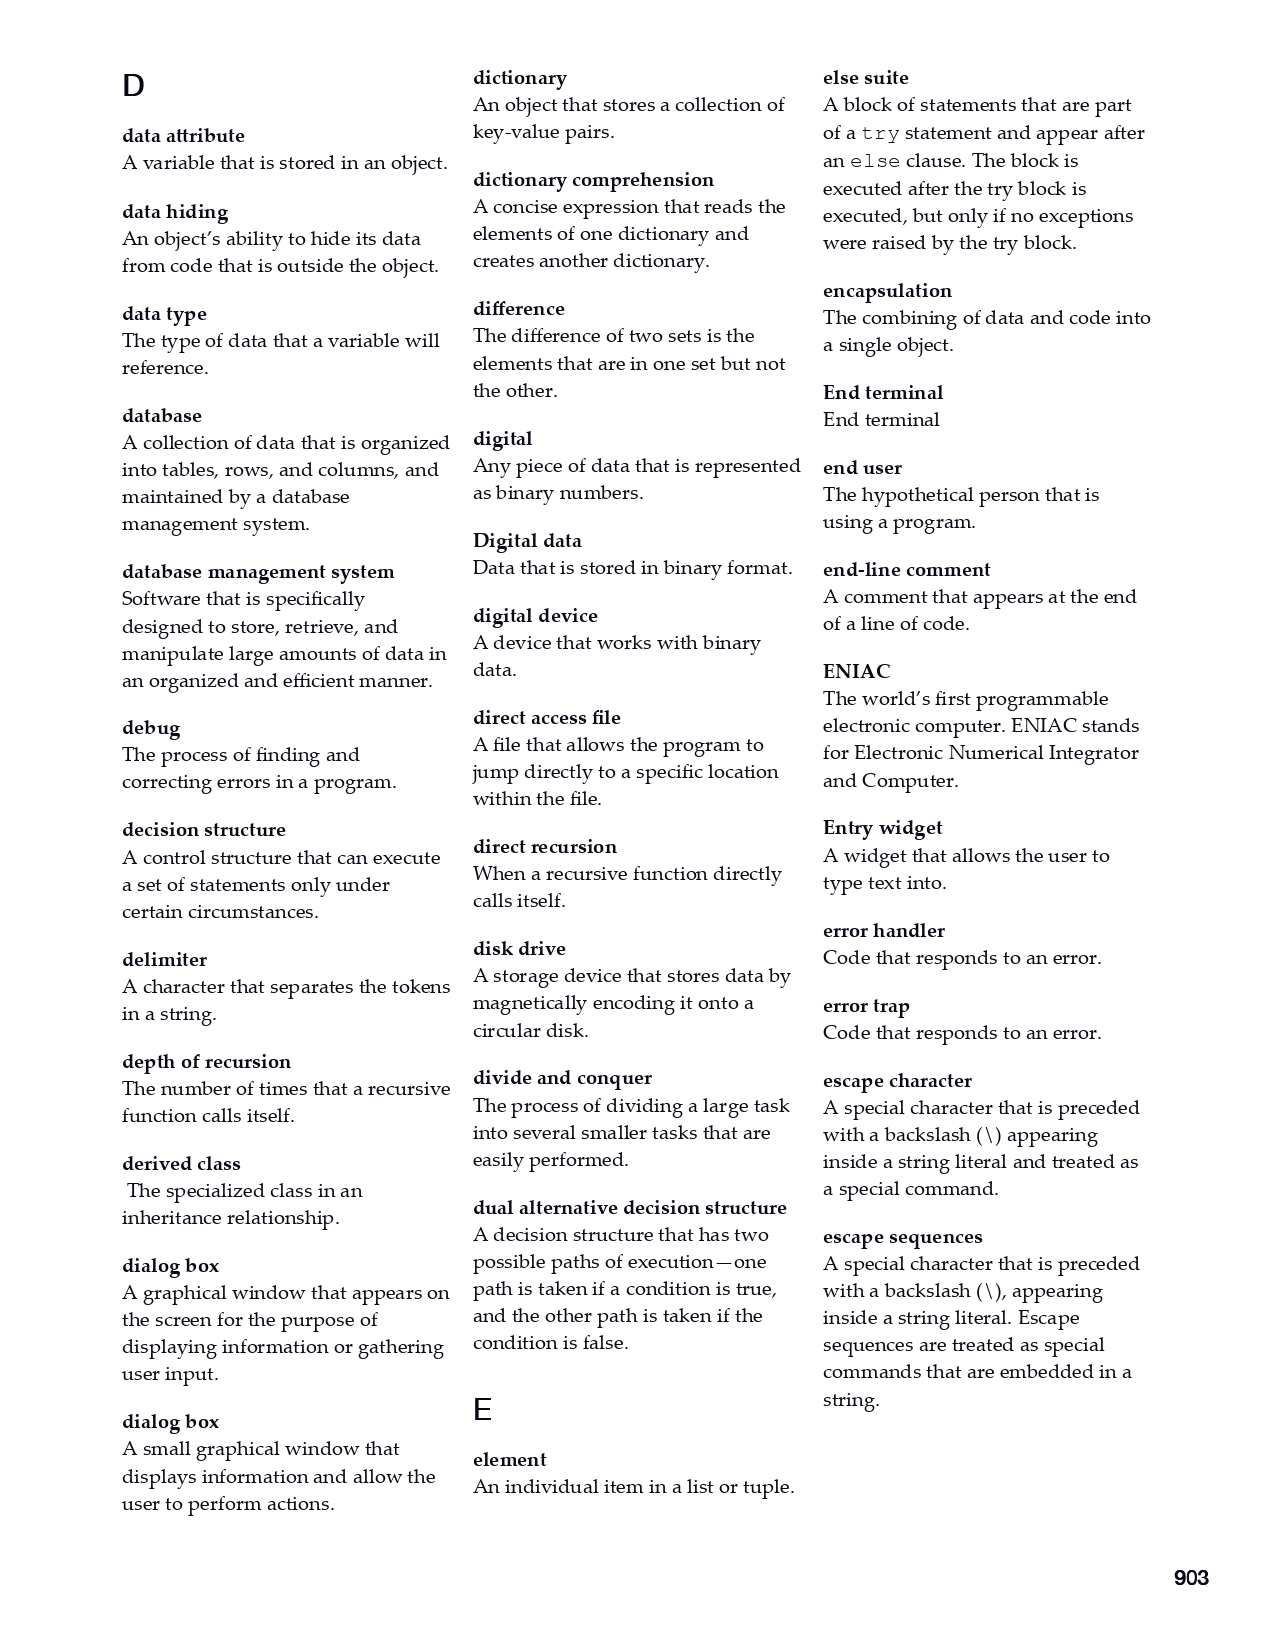 D
data attribute
A variable that is stored in an object.
data hiding
An object’s ability to hide its data
from code that is outside the object.
data type
The type of data that a variable will
reference.
database
A collection of data that is organized
into tables, rows, and columns, and
maintained by a database
management system.
database management system
Software that is specifically
designed to store, retrieve, and
manipulate large amounts of data in
an organized and efficient manner.
debug
The process of finding and
correcting errors in a program.
decision structure
A control structure that can execute
a set of statements only under
certain circumstances.
delimiter
A character that separates the tokens
in a string.
depth of recursion
The number of times that a recursive
function calls itself.
derived class
The specialized class in an
inheritance relationship.
dialog box
A graphical window that appears on
the screen for the purpose of
displaying information or gathering
user input.
dialog box
A small graphical window that
displays information and allow the
user to perform actions.
dictionary
An object that stores a collection of
key-value pairs.
dictionary comprehension
A concise expression that reads the
elements of one dictionary and
creates another dictionary.
difference
The difference of two sets is the
elements that are in one set but not
the other.
digital
Any piece of data that is represented
as binary numbers.
Digital data
Data that is stored in binary format.
digital device
A device that works with binary
data.
direct access file
A file that allows the program to
jump directly to a specific location
within the file.
direct recursion
When a recursive function directly
calls itself.
disk drive
A storage device that stores data by
magnetically encoding it onto a
circular disk.
divide and conquer
The process of dividing a large task
into several smaller tasks that are
easily performed.
dual alternative decision structure
A decision structure that has two
possible paths of execution—one
path is taken if a condition is true,
and the other path is taken if the
condition is false.
E
element
An individual item in a list or tuple.
else suite
A block of statements that are part
of a try statement and appear after
an else clause. The block is
executed after the try block is
executed, but only if no exceptions
were raised by the try block.
encapsulation
The combining of data and code into
a single object.
End terminal
End terminal
end user
The hypothetical person that is
using a program.
end-line comment
A comment that appears at the end
of a line of code.
ENIAC
The world’s first programmable
electronic computer. ENIAC stands
for Electronic Numerical Integrator
and Computer.
Entry widget
A widget that allows the user to
type text into.
error handler
Code that responds to an error.
error trap
Code that responds to an error.
escape character
A special character that is preceded
with a backslash (\) appearing
inside a string literal and treated as
a special command.
escape sequences
A special character that is preceded
with a backslash (\), appearing
inside a string literal. Escape
sequences are treated as special
commands that are embedded in a
string.
903